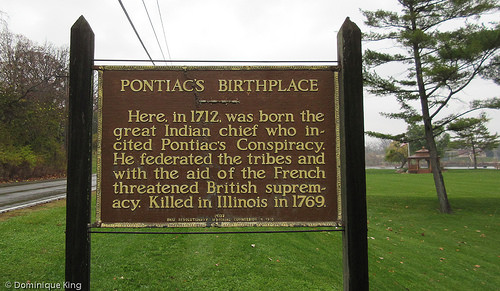 PONTIAC'S BIRTHPLACE
Here, in 1712, was born the
great Indian chief who in-
cited Pontiac's Conspiracy.
He federated the tribes and
with the aid of the French
threatened British suprem-
acy. Killed in Illinois in 1769.
© Dominique King